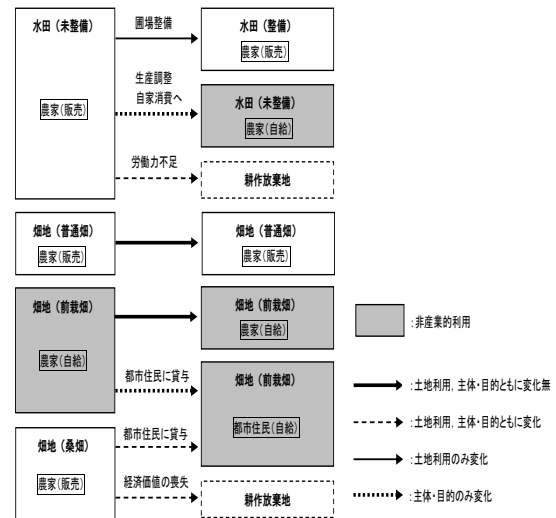 水田（未整備）
農家（販売）
圃場整備
水田（整備）
農家（販売）
生産調整
自家消費へ
水田（未整備）
農家（自給）
労働力不足
耕作放棄地
畑地（普通畑）
農家（販売）
畑地（普通畑）
農家（販売）
畑地（前栽畑）
農家（自給）
畑地（前栽畑）
農家（自給）
都市住民に貸与
畑地（前栽畑）
都市住民（自給）
畑地（桑畑）
農家（販売）
都市住民に貸与
経済価値の喪失
耕作放棄地
：非産業的利用
：土地利用，主体・目的ともに変化無
：土地利用，主体・目的ともに変化
：土地利用のみ変化
：主体・目的のみ変化